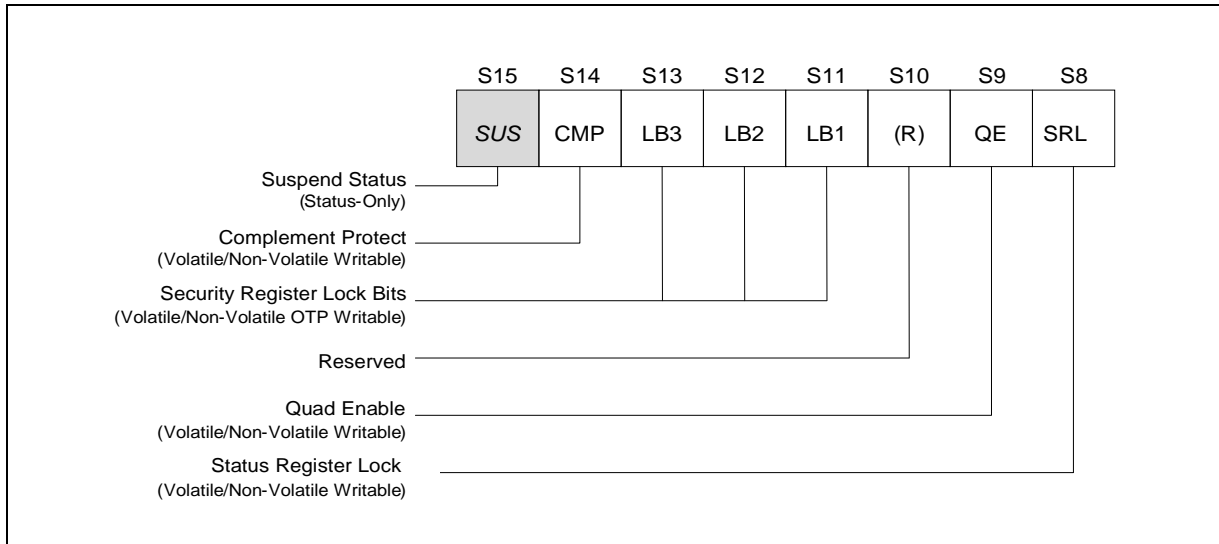 S15 S14 S13 S12 S11 S10 S9 S8
SUS CMP LB3 LB2 LB1 (R) QE SRL
Suspend Status
(Status-Only)
Complement Protect
(Volatile/Non-Volatile Writable)
Security Register Lock Bits
(Volatile/Non-Volatile OTP Writable)
Reserved
Quad Enable
(Volatile/Non-Volatile Writable)
Status Register Lock
(Volatile/Non-Volatile Writable)